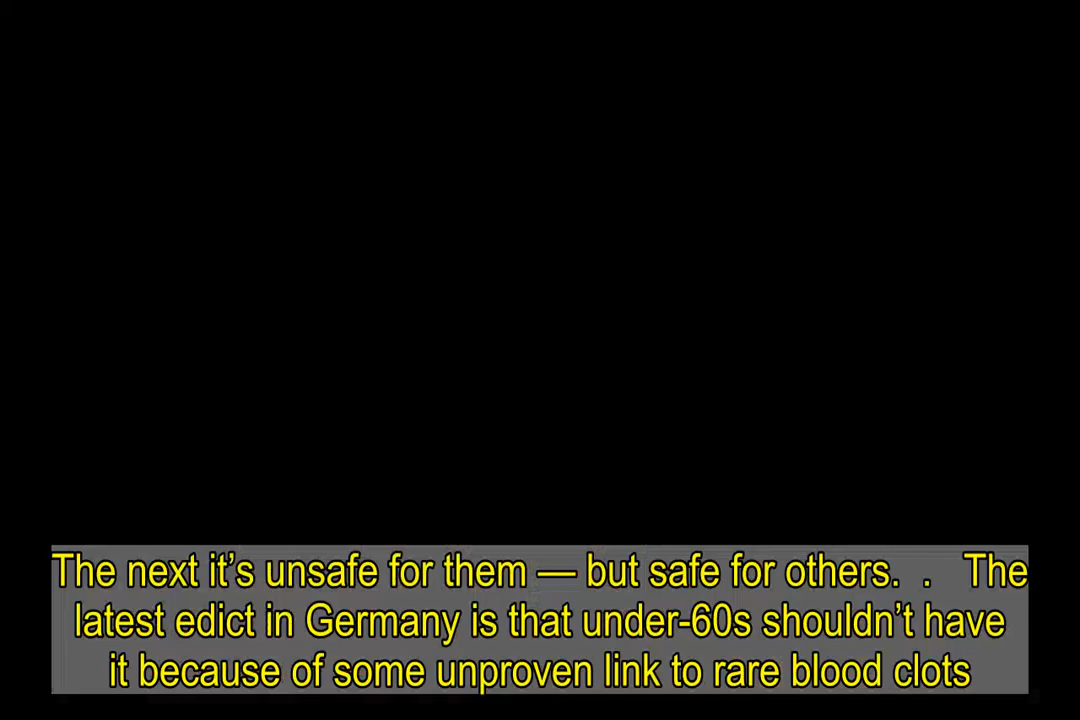 The next it’s unsafe for them — but safe for others.  .   The
latest edict in Germany is that under-60s shouldn’t have
it because of some unproven link to rare blood clots